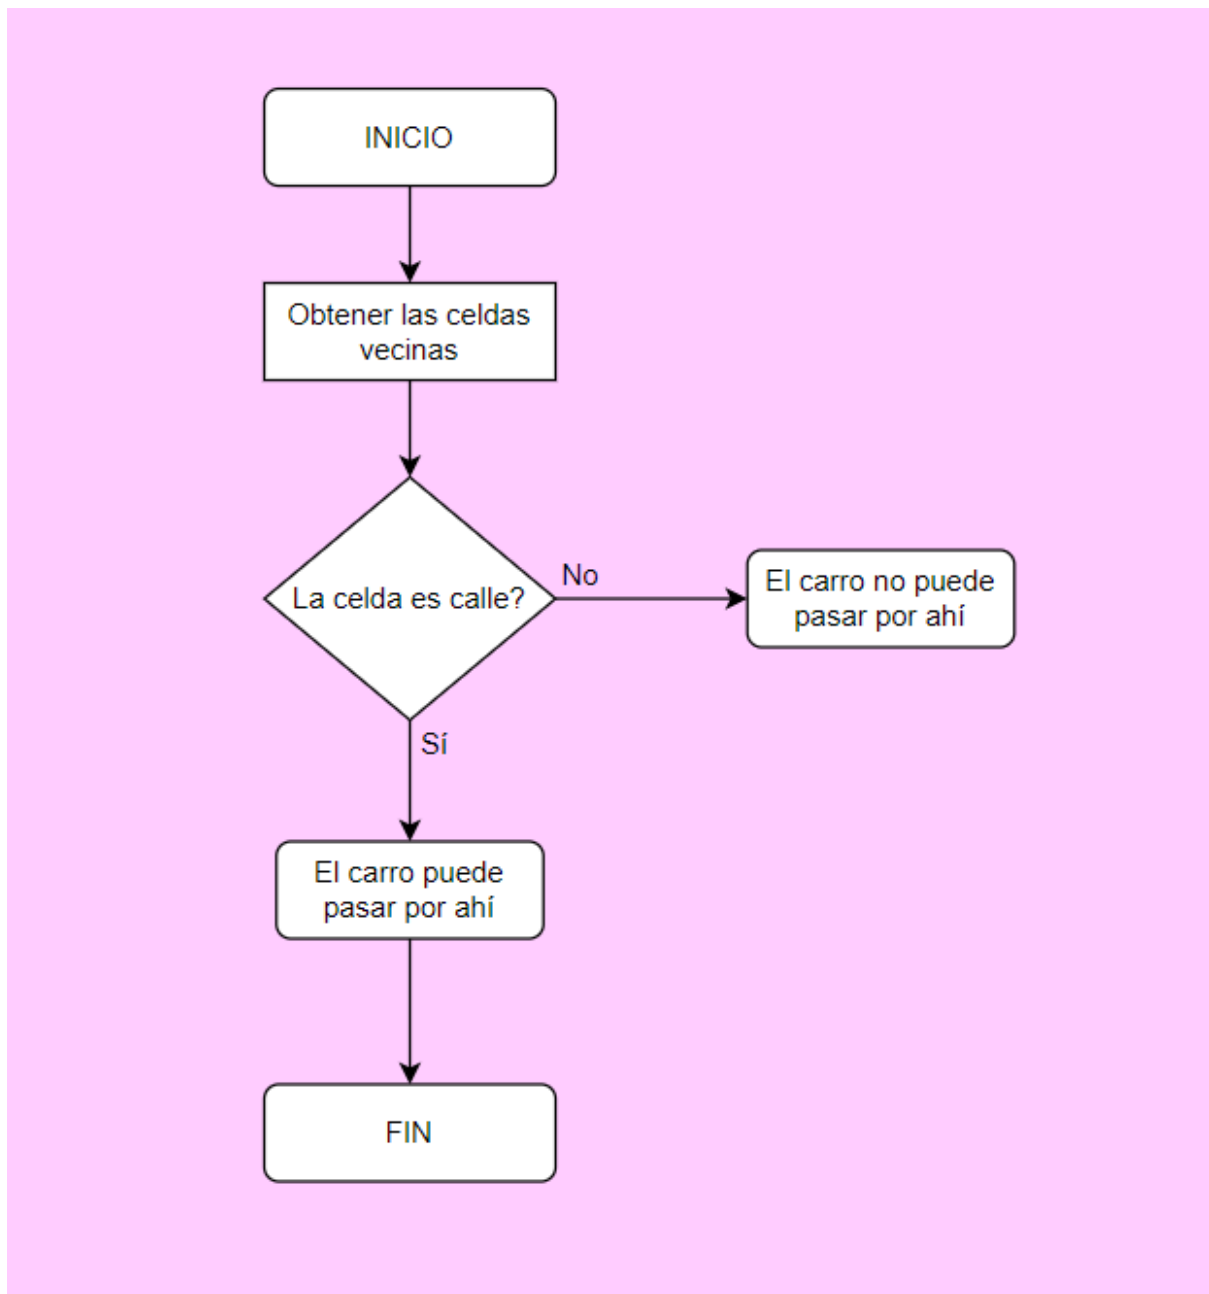 INICIO
Obtener las celdas
vecinas
La celda es calle?
No
El carro no puede
pasar por ahí
Sí
El carro puede
pasar por ahí
FIN